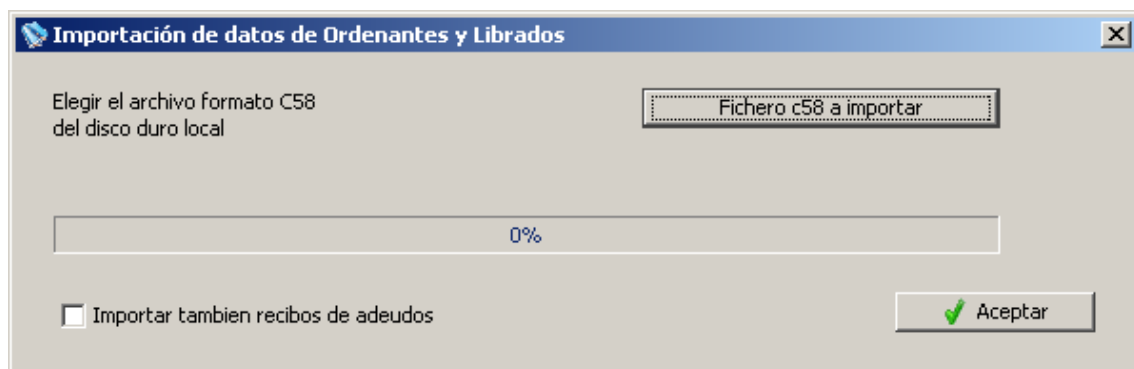 Importación de datos de Ordenantes y Librados
Elegir el archivo formato C58
del disco duro local
Fichero c58 a importar
0%
Importar tambien recibos de adeudos
Aceptar